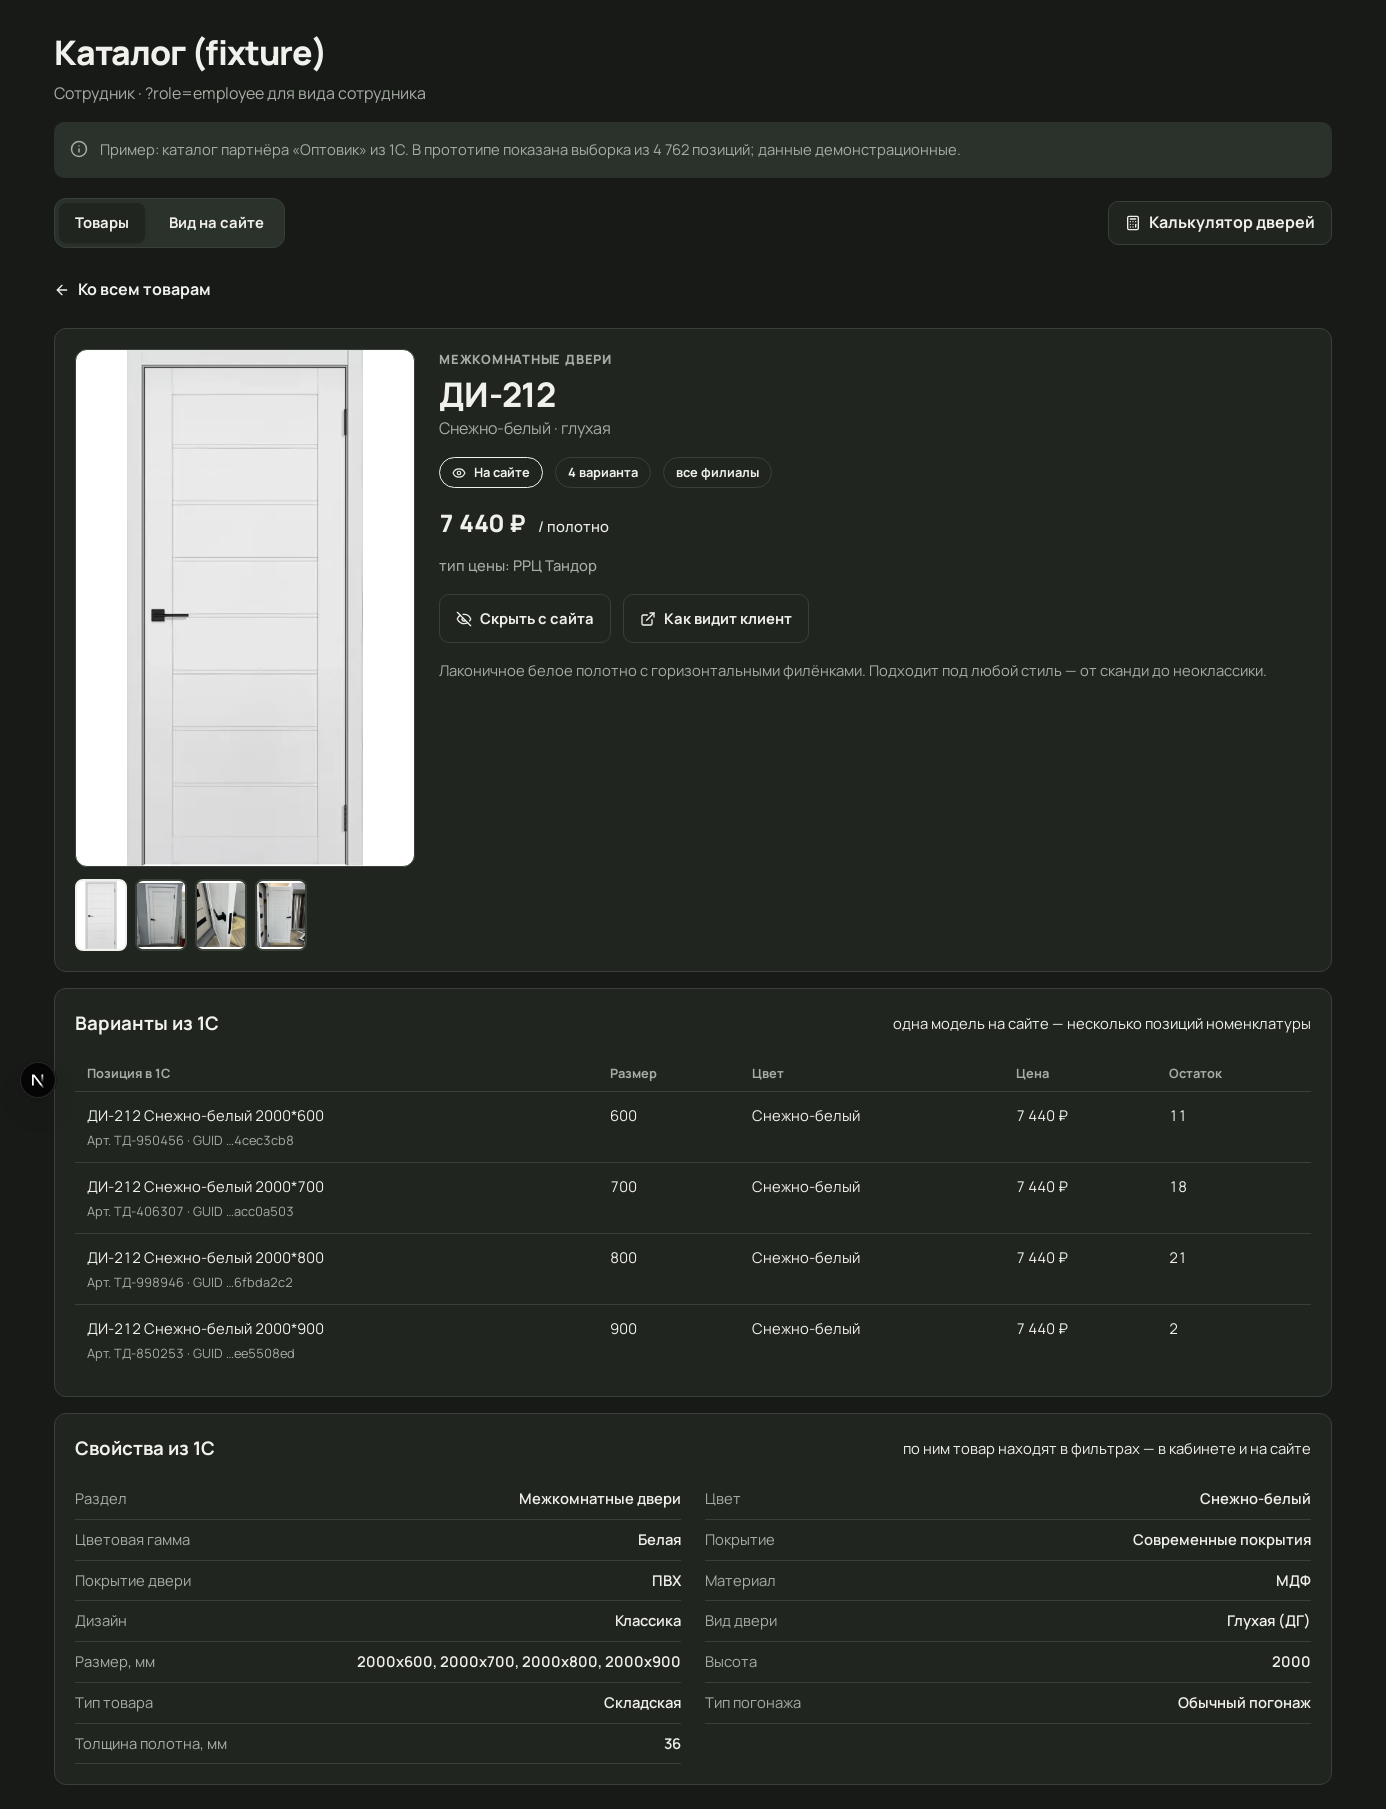 Каталог (fixture)
Сотрудник · ?role=employee для вида сотрудника
Пример: каталог партнёра «Оптовик» из 1С. В прототипе показана выборка из 4 762 позиций; данные демонстрационные.
Товары Вид на сайте Калькулятор дверей
Ко всем товарам
МЕЖКОМНАТНЫЕ ДВЕРИ
ДИ-212
Снежно-белый · глухая
На сайте 4 варианта все филиалы
7 440 ₽ / полотно
тип цены: РРЦ Тандор
Скрыть с сайта Как видит клиент
Лаконичное белое полотно с горизонтальными филёнками. Подходит под любой стиль — от сканди до неоклассики.
Варианты из 1С одна модель на сайте — несколько позиций номенклатуры
Позиция в 1С Размер Цвет Цена Остаток
ДИ-212 Снежно-белый 2000*600 600 Снежно-белый 7 440 ₽ 11
Арт. ТД-950456 · GUID …4cec3cb8
ДИ-212 Снежно-белый 2000*700 700 Снежно-белый 7 440 ₽ 18
Арт. ТД-406307 · GUID …acc0a503
ДИ-212 Снежно-белый 2000*800 800 Снежно-белый 7 440 ₽ 21
Арт. ТД-998946 · GUID …6fbda2c2
ДИ-212 Снежно-белый 2000*900 900 Снежно-белый 7 440 ₽ 2
Арт. ТД-850253 · GUID …ee5508ed
N
Свойства из 1С по ним товар находят в фильтрах — в кабинете и на сайте
Раздел Межкомнатные двери Цвет Снежно-белый
Цветовая гамма Белая Покрытие Современные покрытия
Покрытие двери ПВХ Материал МДФ
Дизайн Классика Вид двери Глухая (ДГ)
Размер, мм 2000х600, 2000х700, 2000х800, 2000х900 Высота 2000
Тип товара Складская Тип погонажа Обычный погонаж
Толщина полотна, мм 36